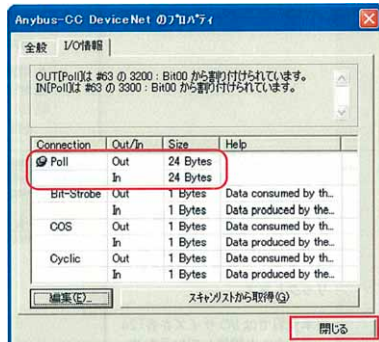 Anybus-CC DeviceNet のプロパティ
全般 I/O情報
OUT[Poll]は #63 の 3200 : Bit00 から割り付けられています。
IN[Poll]は #63 の 3300 : Bit00 から割り付けられています。
Connection Out/In Size Help
Poll Out 24 Bytes
In 24 Bytes
Bit-Strobe Out 1 Bytes Data consumed by th...
In 1 Bytes Data produced by the...
COS Out 1 Bytes Data consumed by th...
In 1 Bytes Data produced by the...
Cyclic Out 1 Bytes Data consumed by th...
In 1 Bytes Data produced by the...
編集(E)... スキャンリストから取得(G)
閉じる